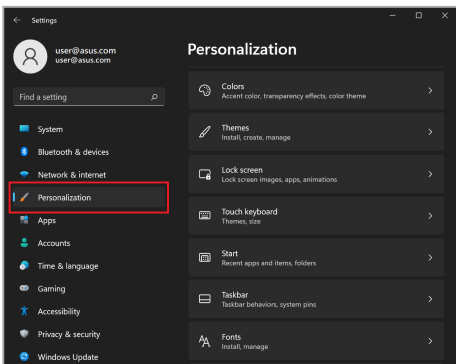 Settings
user@asus.com
user@asus.com
Find a setting
System
Bluetooth & devices
Network & internet
Personalization
Apps
Accounts
Time & language
Gaming
Accessibility
Privacy & security
Windows Update
Personalization
Colors
Accent color, transparency effects, color theme
Themes
Install, create, manage
Lock screen
Lock screen images, apps, animations
Touch keyboard
Themes, size
Start
Recent apps and items, folders
Taskbar
Taskbar behaviors, system pins
Fonts
Install, manage